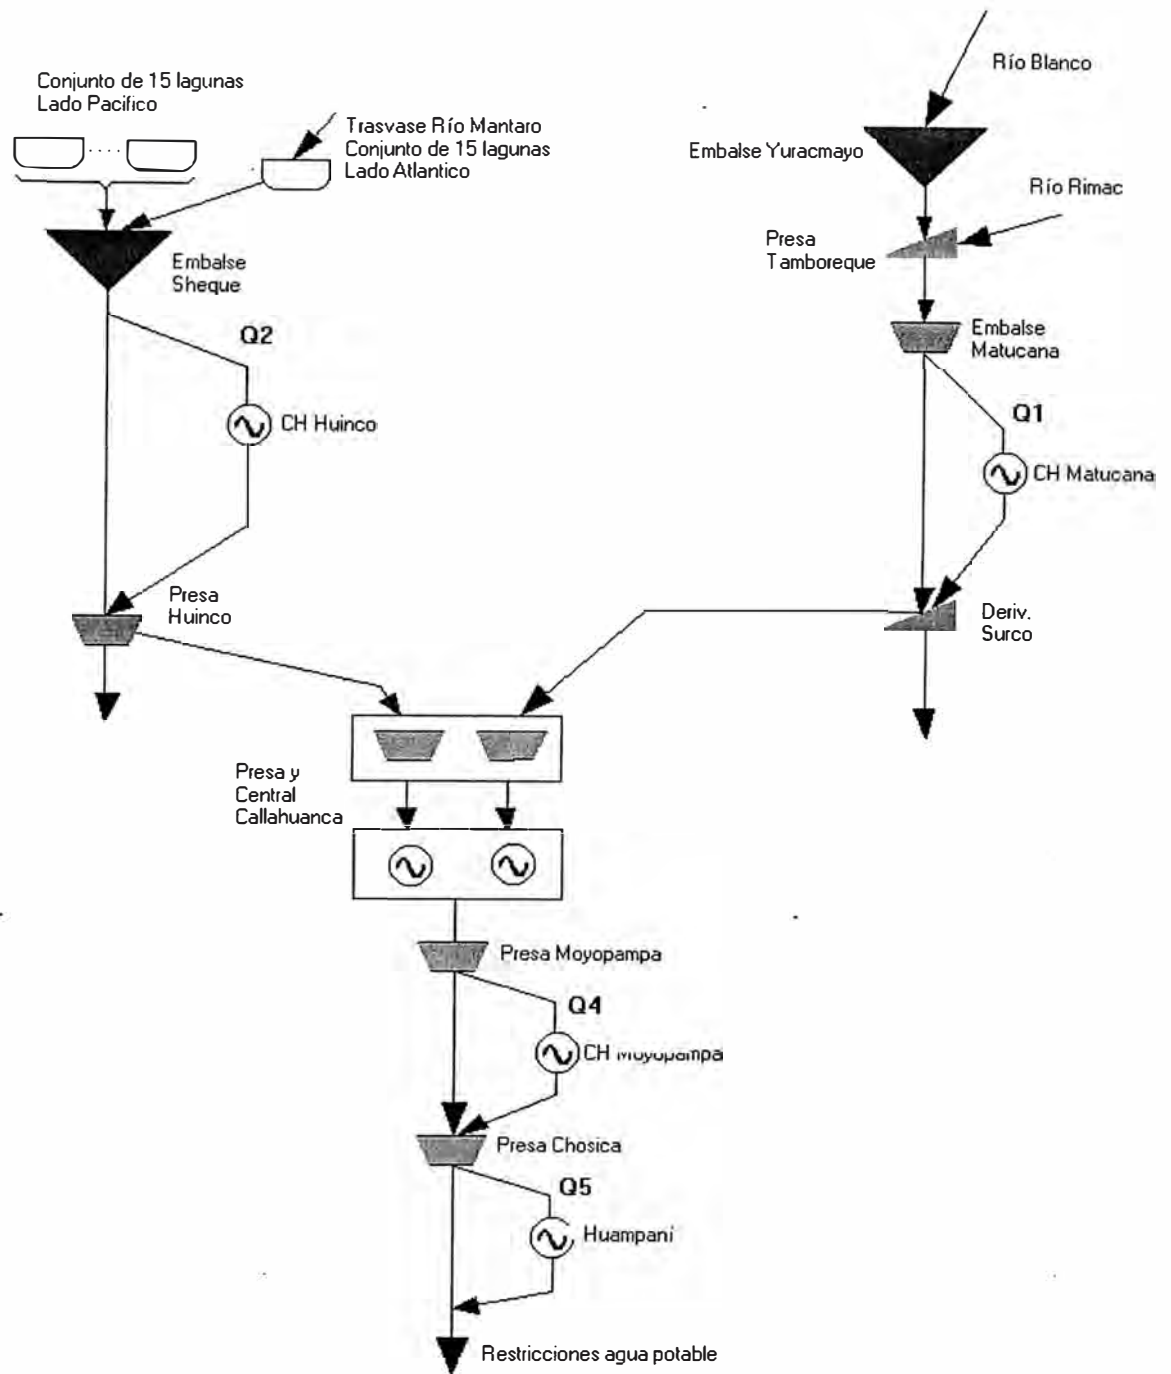 Conjunto de 15 lagunas
Lado Pacifico
Trasvase Río Mantaro
Conjunto de 15 lagunas
Lado Atlantico
Río Blanco
Embalse Yuracmayo
Río Rimac
Presa
Tamboreque
Embalse
Sheque
Embalse
Matucana
Q2
CH Huinco
Q1
CH Matucana
Presa
Huinco
Deriv.
Surco
Presa y
Central
Callahuanca
Presa Moyopampa
Q4
CH Moyopampa
Presa Chosica
Q5
Huampani
Restricciones agua potable